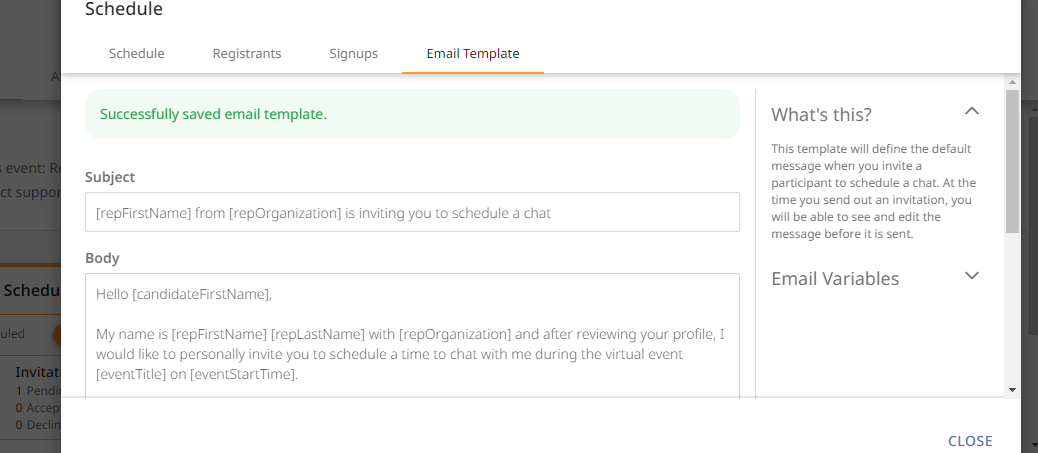 Schedule
Schedule Registrants Signups Email Template
Successfully saved email template.
Subject
[repFirstName] from [repOrganization] is inviting you to schedule a chat
Body
Hello [candidateFirstName],
My name is [repFirstName] [repLastName] with [repOrganization] and after reviewing your profile, I
would like to personally invite you to schedule a time to chat with me during the virtual event
[eventTitle] on [eventStartTime].
What's this?
This template will define the default
message when you invite a
participant to schedule a chat. At the
time you send out an invitation, you
will be able to see and edit the
message before it is sent.
Email Variables
CLOSE
s event: R
ct suppor
Schedu
uled
Invitat
1 Pendi
0 Accep
0 Declin